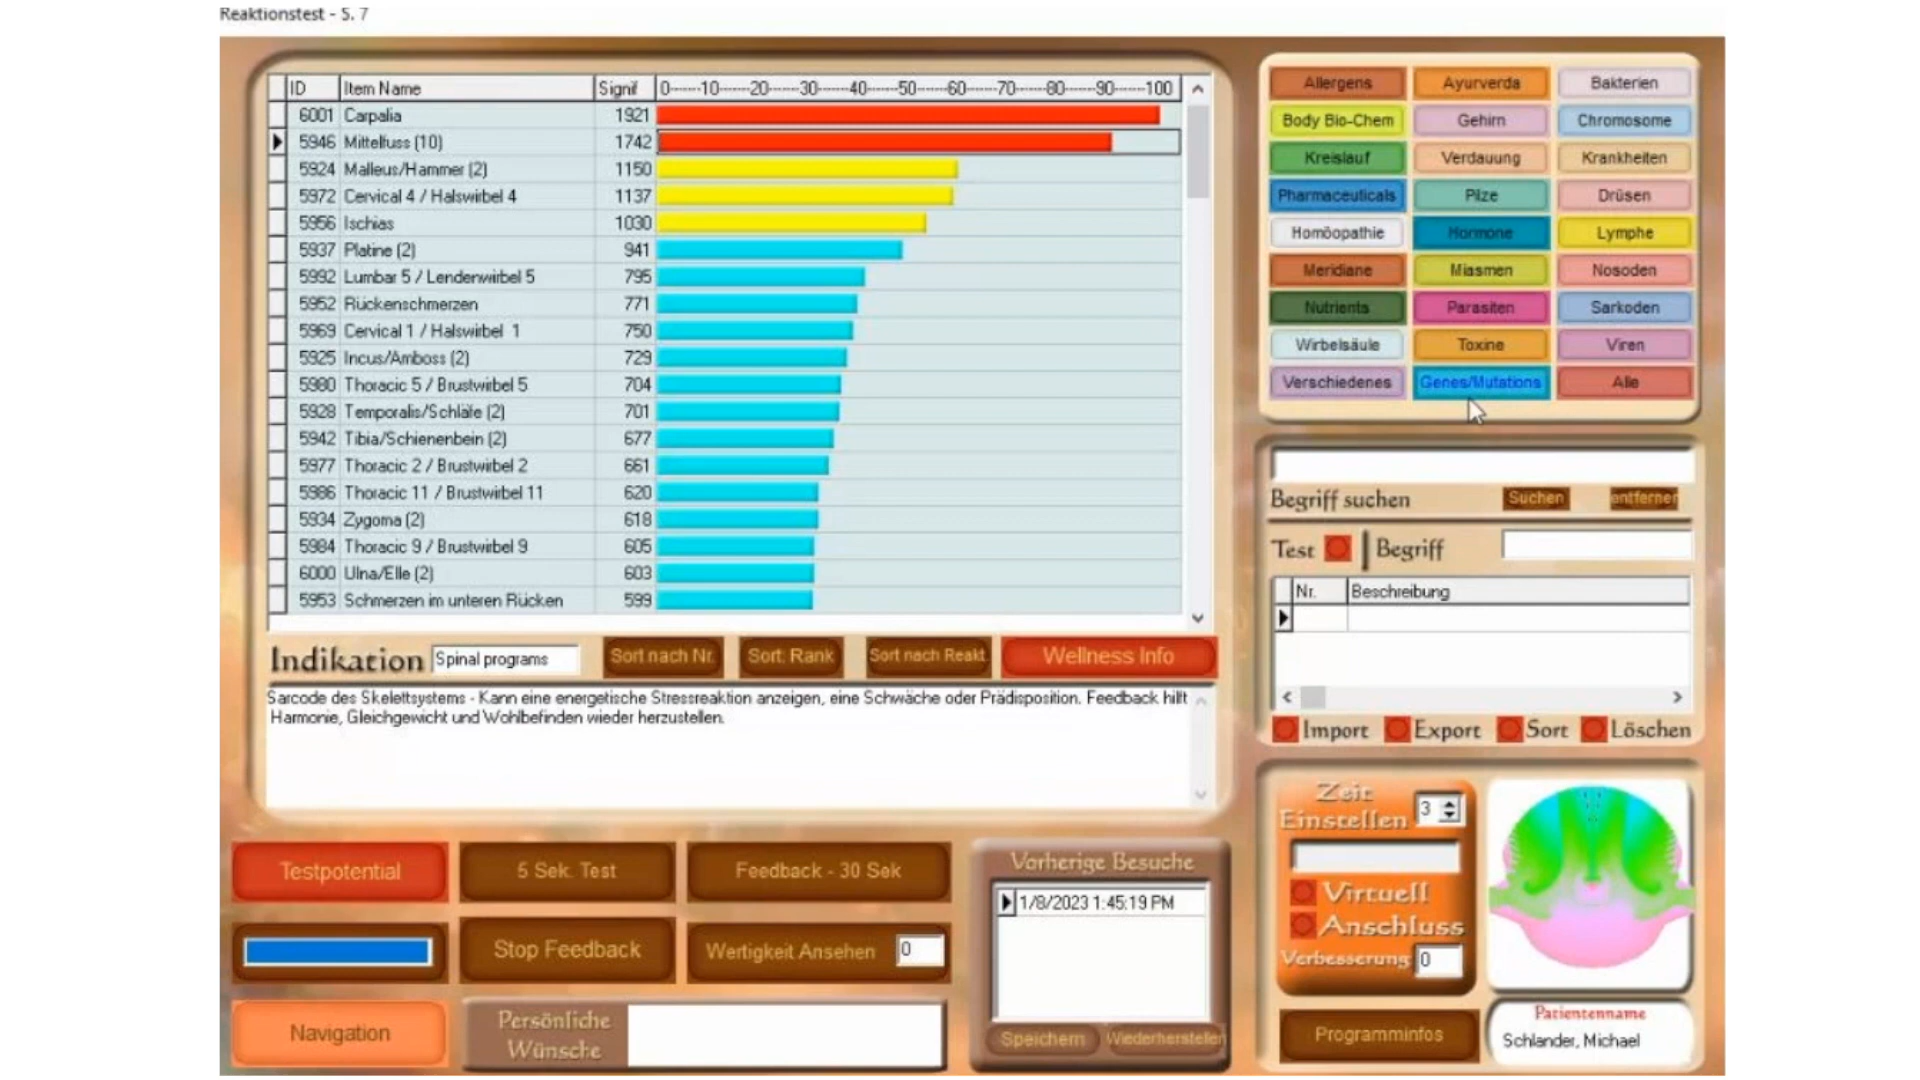 Reaktionstest - S. 7
ID Item Name Signif 0------10------20------30------40------50------60------70------80------90------100
6001 Carpalia 1921
5946 Mittelfuss (10) 1742
5924 Malleus/Hammer (2) 1150
5972 Cervical 4 / Halswirbel 4 1137
5956 Ischias 1030
5937 Platine (2) 941
5992 Lumbar 5 / Lendenwirbel 5 795
5952 Rückenschmerzen 771
5969 Cervical 1 / Halswirbel 1 750
5925 Incus/Amboss (2) 729
5980 Thoracic 5 / Brustwirbel 5 704
5928 Temporalis/Schläfe (2) 701
5942 Tibia/Schienenbein (2) 677
5977 Thoracic 2 / Brustwirbel 2 661
5986 Thoracic 11 / Brustwirbel 11 620
5934 Zygoma (2) 618
5984 Thoracic 9 / Brustwirbel 9 605
6000 Ulna/Elle (2) 603
5953 Schmerzen im unteren Rücken 599
Indikation Spinal programs Sort nach Nr. Sort. Rank Sort nach Reakt Wellness Info
Sarcode des Skelettsystems - Kann eine energetische Stressreaktion anzeigen, eine Schwäche oder Prädisposition. Feedback hilft
Harmonie, Gleichgewicht und Wohlbefinden wieder herzustellen.
Testpotential 5 Sek. Test Feedback - 30 Sek
Stop Feedback Wertigkeit Ansehen 0
Navigation Persönliche
Wünsche
Vorherige Besuche
1/8/2023 1:45:19 PM
Speichern Wiederhersteller
Allergens Ayurverda Bakterien
Body Bio-Chem Gehirn Chromosome
Kreislauf Verdauung Krankheiten
Pharmaceuticals Pilze Drüsen
Homöopathie Hormone Lymphe
Meridiane Miasmen Nosoden
Nutrients Parasiten Sarkoden
Wirbelsäule Toxine Viren
Verschiedenes Genes/Mutations Alle
Begriff suchen Suchen entfernen
Test Begriff
Nr. Beschreibung
Import Export Sort Löschen
Zeit
Einstellen 3
Virtuell
Anschluss
Verbesserung 0
Programminfos
Patientenname
Schlander, Michael